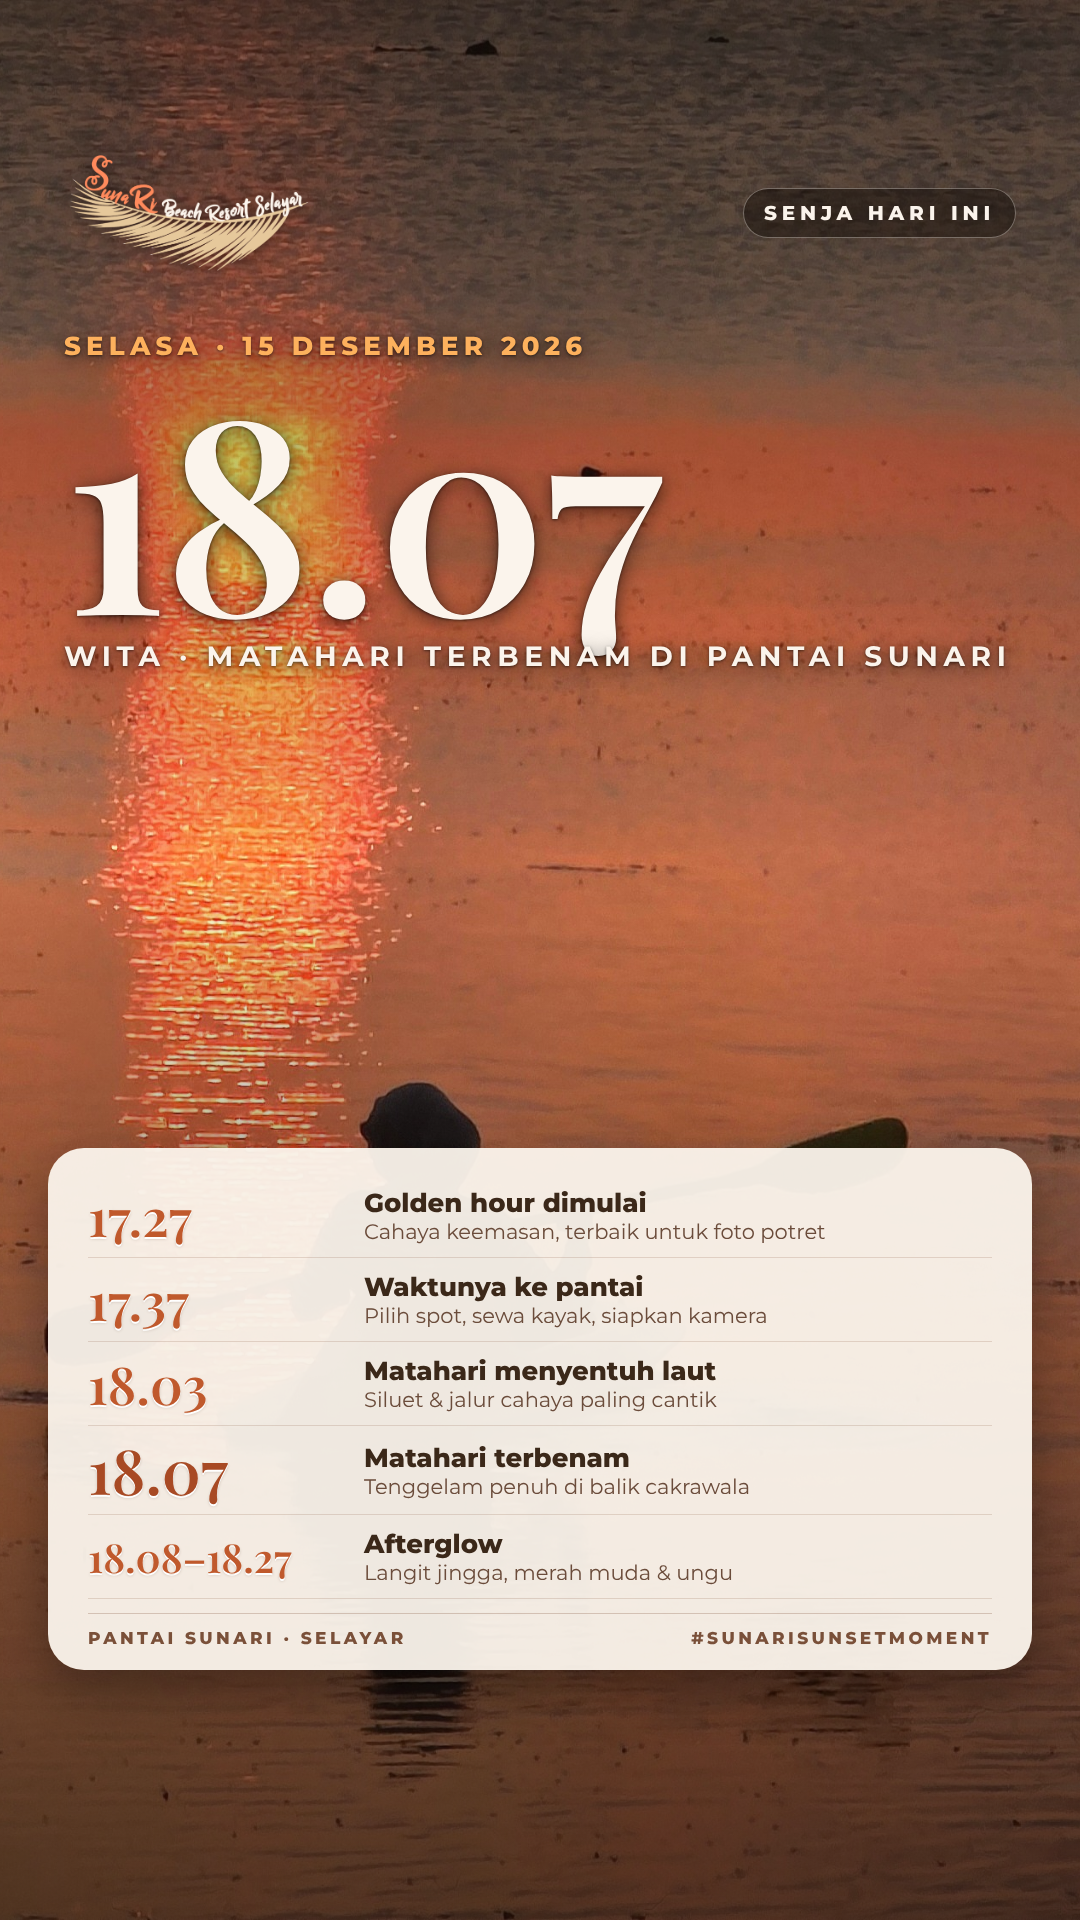 SunaRi Beach Resort Selayar
SENJA HARI INI
SELASA · 15 DESEMBER 2026
18.07
WITA · MATAHARI TERBENAM DI PANTAI SUNARI
17.27
Golden hour dimulai
Cahaya keemasan, terbaik untuk foto potret
17.37
Waktunya ke pantai
Pilih spot, sewa kayak, siapkan kamera
18.03
Matahari menyentuh laut
Siluet & jalur cahaya paling cantik
18.07
Matahari terbenam
Tenggelam penuh di balik cakrawala
18.08–18.27
Afterglow
Langit jingga, merah muda & ungu
PANTAI SUNARI · SELAYAR
#SUNARISUNSETMOMENT